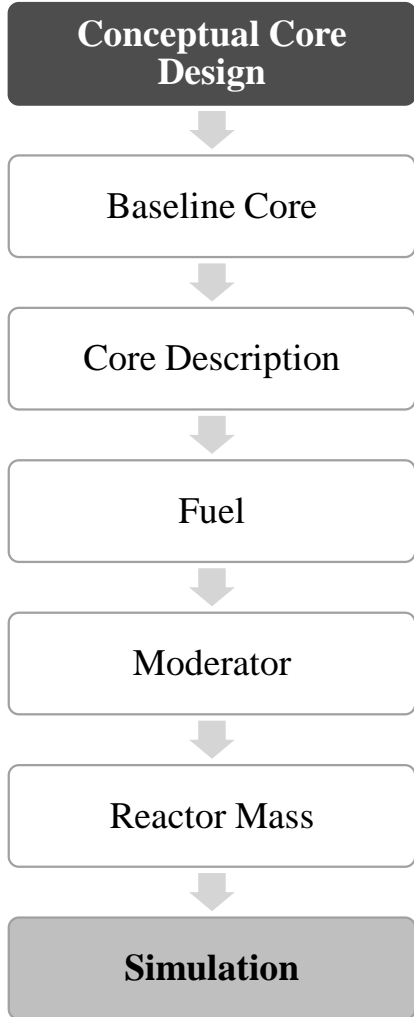 Conceptual Core
Design
Baseline Core
Core Description
Fuel
Moderator
Reactor Mass
Simulation